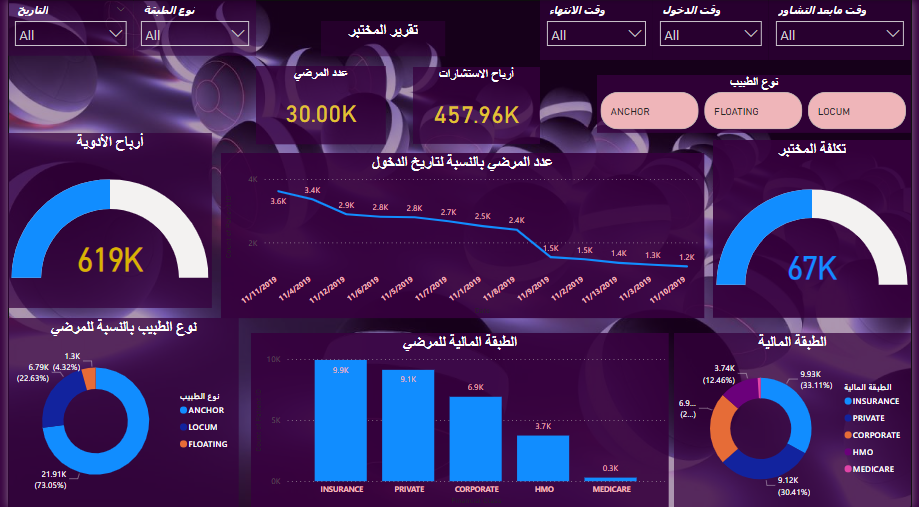 التاريخ
All
نوع الطبقة
All
تقرير المختبر
وقت الانتهاء
All
وقت الدخول
All
وقت مابعد التشاور
All
عدد المرضي
30.00K
أرباح الاستشارات
457.96K
نوع الطبيب
ANCHOR
FLOATING
LOCUM
أرباح الأدوية
619K
عدد المرضي بالنسبة لتاريخ الدخول
4K
2K
3.6K
3.4K
2.9K
2.8K
2.8K
2.7K
2.5K
2.4K
1.5K
1.5K
1.4K
1.3K
1.2K
11/11/2019
11/4/2019
11/12/2019
11/6/2019
11/5/2019
11/7/2019
11/1/2019
11/8/2019
11/9/2019
11/2/2019
11/13/2019
11/3/2019
11/10/2019
تكلفة المختبر
67K
نوع الطبيب بالنسبة للمرضي
1.3K
(4.32%)
6.79K
(22.63%)
21.91K
(73.05%)
نوع الطبيب
ANCHOR
LOCUM
FLOATING
الطبقة المالية للمرضي
10K
5K
0K
9.9K
9.1K
6.9K
3.7K
0.3K
INSURANCE
PRIVATE
CORPORATE
HMO
MEDICARE
الطبقة المالية
3.74K
(12.46%)
9.93K
(33.11%)
6.9...
(2...)
9.12K
(30.41%)
الطبقة المالية
INSURANCE
PRIVATE
CORPORATE
HMO
MEDICARE